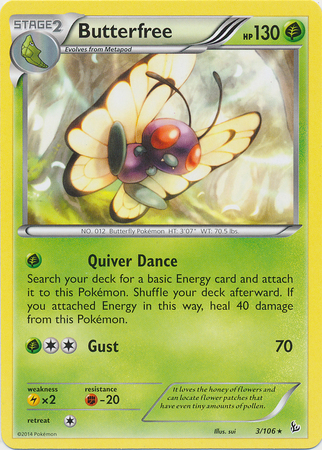 STAGE2
Butterfree
HP130
Evolves from Metapod
NO. 012 Butterfly Pokémon HT: 3'07" WT: 70.5 lbs.
Quiver Dance
Search your deck for a basic Energy card and attach
it to this Pokémon. Shuffle your deck afterward. If
you attached Energy in this way, heal 40 damage
from this Pokémon.
Gust 70
weakness
×2
resistance
-20
retreat
It loves the honey of flowers and
can locate flower patches that
have even tiny amounts of pollen.
©2014 Pokémon
Illus. sui
3/106★